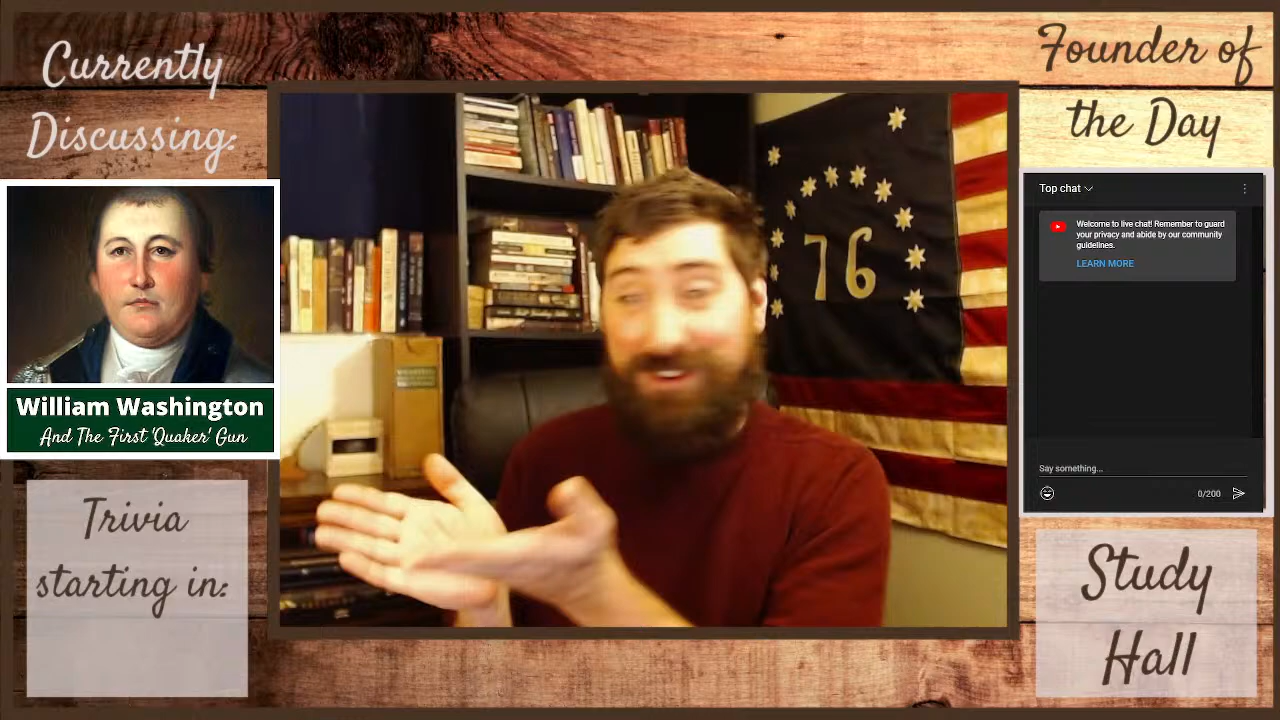 Currently
Discussing:
William Washington
And The First 'Quaker' Gun
Trivia
starting in:
76
Founder of
the Day
Top chat
Welcome to live chat! Remember to guard
your privacy and abide by our community
guidelines.
LEARN MORE
Say something...
0/200
Study
Hall